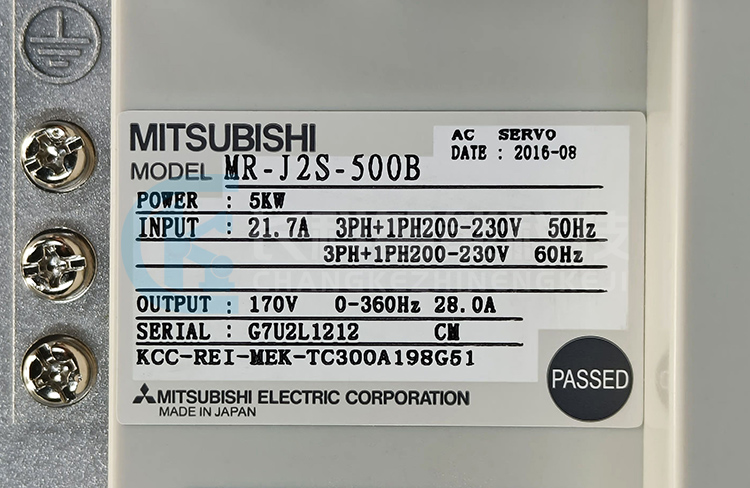 MITSUBISHI
AC SERVO
DATE : 2016-08
MODEL MR-J2S-500B
POWER : 5KW
INPUT : 21.7A 3PH+1PH200-230V 50Hz
3PH+1PH200-230V 60Hz
OUTPUT : 170V 0-360Hz 28.0A
SERIAL : G7U2L1212 CM
KCC-REI-MEK-TC300A198G51
MITSUBISHI ELECTRIC CORPORATION
MADE IN JAPAN
PASSED